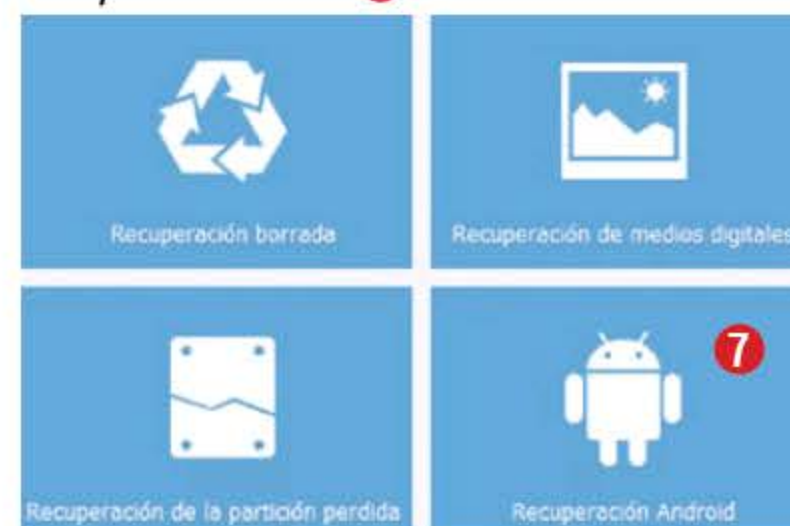 Recuperación borrada
Recuperación de medios digitales
7
Recuperación de la partición perdida
Recuperación Android